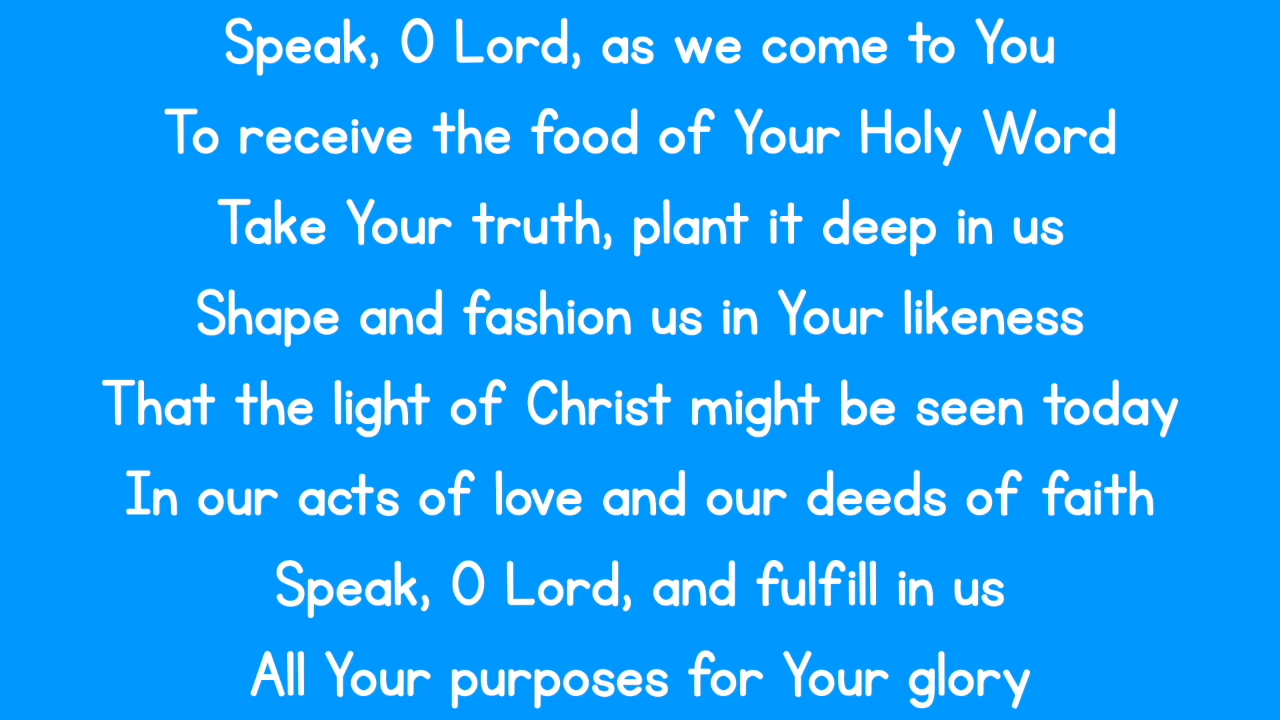 Speak, O Lord, as we come to You
To receive the food of Your Holy Word
Take Your truth, plant it deep in us
Shape and fashion us in Your likeness
That the light of Christ might be seen today
In our acts of love and our deeds of faith
Speak, O Lord, and fulfill in us
All Your purposes for Your glory